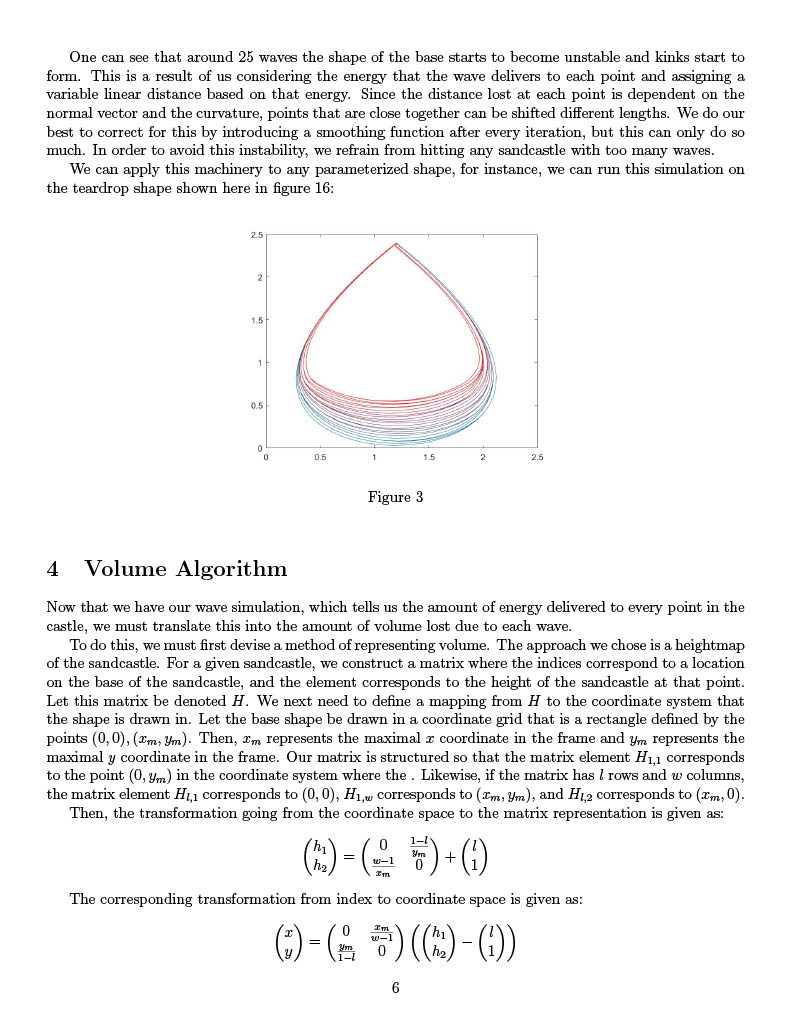 One can see that around 25 waves the shape of the base starts to become unstable and kinks start to
form. This is a result of us considering the energy that the wave delivers to each point and assigning a
variable linear distance based on that energy. Since the distance lost at each point is dependent on the
normal vector and the curvature, points that are close together can be shifted different lengths. We do our
best to correct for this by introducing a smoothing function after every iteration, but this can only do so
much. In order to avoid this instability, we refrain from hitting any sandcastle with too many waves.
We can apply this machinery to any parameterized shape, for instance, we can run this simulation on
the teardrop shape shown here in figure 16:
2.5
2
1.5
1
0.5
0
0 0.5 1 1.5 2 2.5
Figure 3
4 Volume Algorithm
Now that we have our wave simulation, which tells us the amount of energy delivered to every point in the
castle, we must translate this into the amount of volume lost due to each wave.
To do this, we must first devise a method of representing volume. The approach we chose is a heightmap
of the sandcastle. For a given sandcastle, we construct a matrix where the indices correspond to a location
on the base of the sandcastle, and the element corresponds to the height of the sandcastle at that point.
Let this matrix be denoted H. We next need to define a mapping from H to the coordinate system that
the shape is drawn in. Let the base shape be drawn in a coordinate grid that is a rectangle defined by the
points (0, 0), (x_m, y_m). Then, x_m represents the maximal x coordinate in the frame and y_m represents the
maximal y coordinate in the frame. Our matrix is structured so that the matrix element H_{1,1} corresponds
to the point (0, y_m) in the coordinate system where the . Likewise, if the matrix has l rows and w columns,
the matrix element H_{l,1} corresponds to (0, 0), H_{1,w} corresponds to (x_m, y_m), and H_{l,2} corresponds to (x_m, 0).
Then, the transformation going from the coordinate space to the matrix representation is given as:
\begin{pmatrix} h_1 \\ h_2 \end{pmatrix} = \begin{pmatrix} 0 & \frac{1-l}{y_m} \\ \frac{w-1}{x_m} & 0 \end{pmatrix} + \begin{pmatrix} l \\ 1 \end{pmatrix}
The corresponding transformation from index to coordinate space is given as:
\begin{pmatrix} x \\ y \end{pmatrix} = \begin{pmatrix} 0 & \frac{x_m}{w-1} \\ \frac{y_m}{1-l} & 0 \end{pmatrix} \left( \begin{pmatrix} h_1 \\ h_2 \end{pmatrix} - \begin{pmatrix} l \\ 1 \end{pmatrix} \right)
6